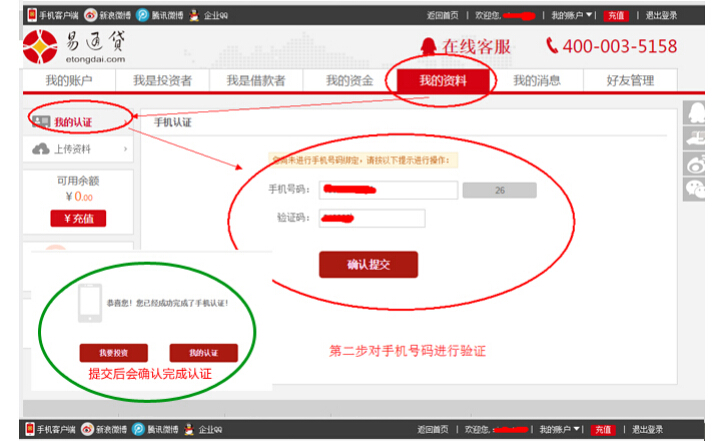 手机客户端 新浪微博 腾讯微博 企业QQ 返回首页 | 欢迎您, | 我的账户 | 充值 | 退出登录
易通贷
etongdai.com
在线客服 400-003-5158
我的账户 我是投资者 我是借款者 我的资金 我的资料 我的消息 好友管理
我的认证 ›
上传资料 ›
可用余额
¥0.00
¥ 充值
手机认证
您尚未进行手机号码绑定，请按以下提示进行操作：
手机号码： 26
验证码：
确认提交
恭喜您！您已经成功完成了手机认证！
我要投资 我的认证
提交后会确认完成认证
第二步对手机号码进行验证
手机客户端 新浪微博 腾讯微博 企业QQ 返回首页 | 欢迎您, | 我的账户 | 充值 | 退出登录